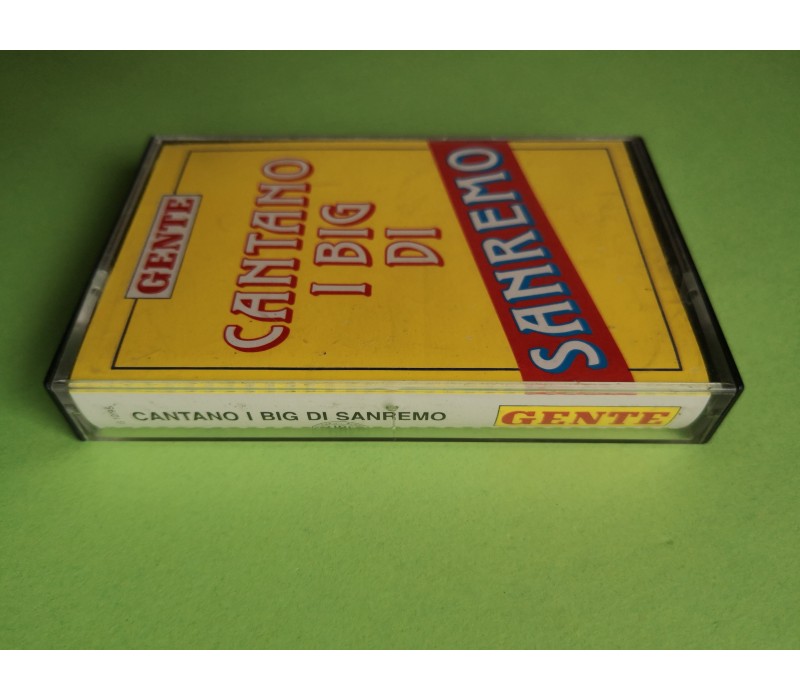 GENTE
CANTANO
I BIG
DI
SANREMO
CANTANO I BIG DI SANREMO
GENTE